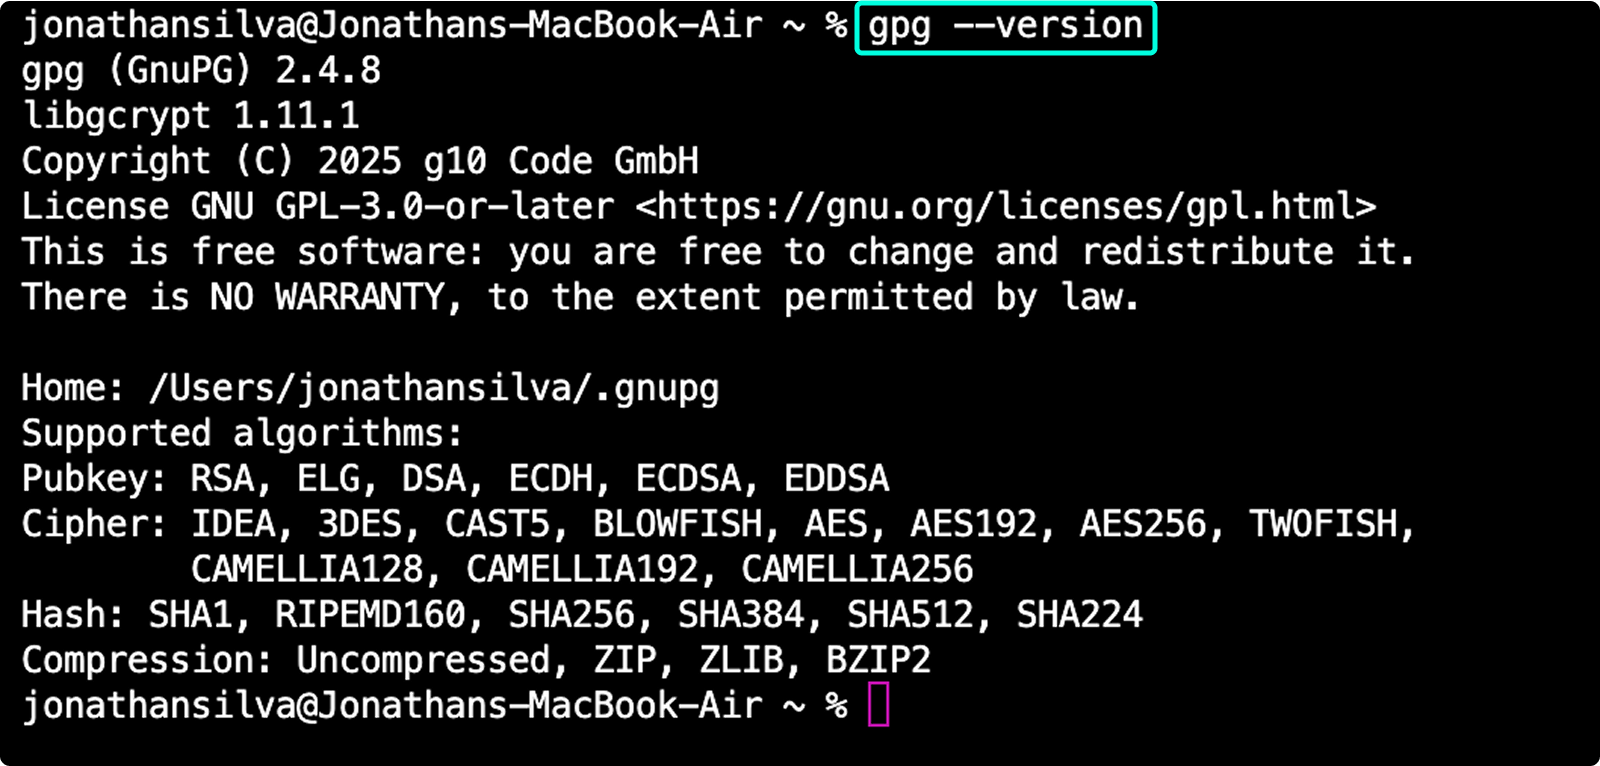 jonathansilva@Jonathans-MacBook-Air ~ % gpg --version
gpg (GnuPG) 2.4.8
libgcrypt 1.11.1
Copyright (C) 2025 g10 Code GmbH
License GNU GPL-3.0-or-later <https://gnu.org/licenses/gpl.html>
This is free software: you are free to change and redistribute it.
There is NO WARRANTY, to the extent permitted by law.

Home: /Users/jonathansilva/.gnupg
Supported algorithms:
Pubkey: RSA, ELG, DSA, ECDH, ECDSA, EDDSA
Cipher: IDEA, 3DES, CAST5, BLOWFISH, AES, AES192, AES256, TWOFISH,
        CAMELLIA128, CAMELLIA192, CAMELLIA256
Hash: SHA1, RIPEMD160, SHA256, SHA384, SHA512, SHA224
Compression: Uncompressed, ZIP, ZLIB, BZIP2
jonathansilva@Jonathans-MacBook-Air ~ %